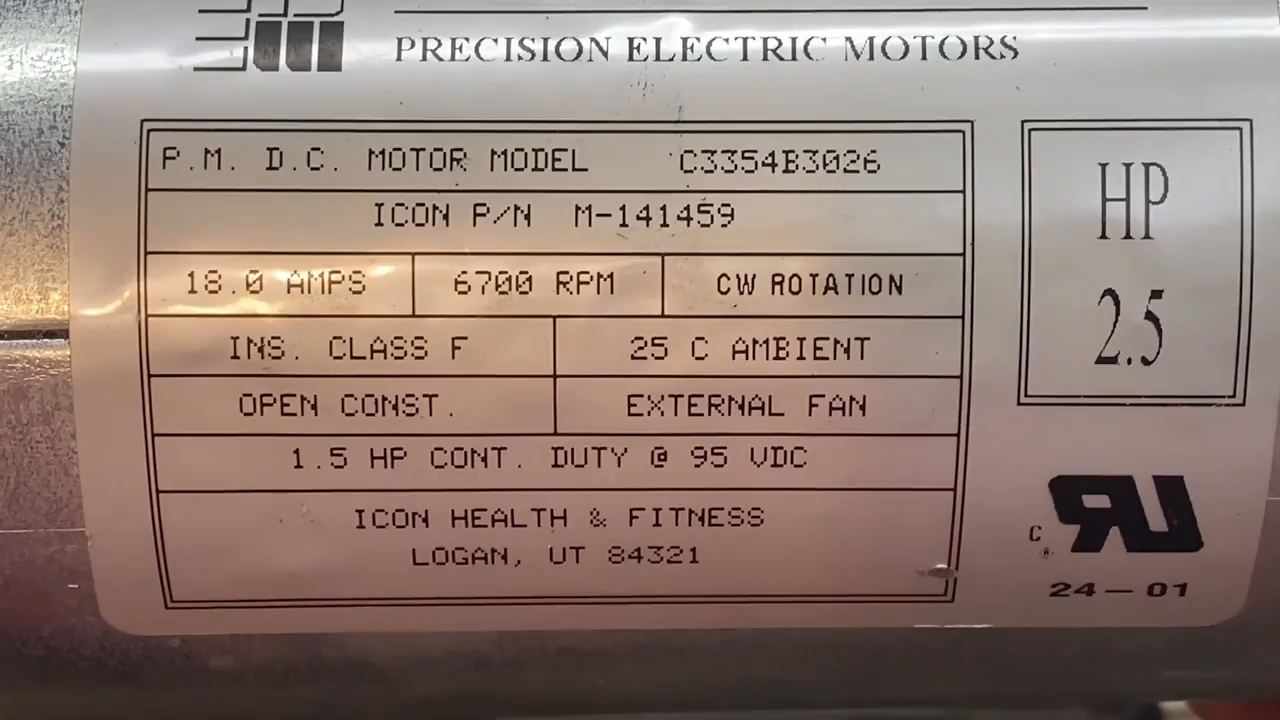 PRECISION ELECTRIC MOTORS
P.M. D.C. MOTOR MODEL C3354B3026
ICON P/N M-141459
18.0 AMPS 6700 RPM CW ROTATION
INS. CLASS F 25 C AMBIENT
OPEN CONST. EXTERNAL FAN
1.5 HP CONT. DUTY @ 95 VDC
ICON HEALTH & FITNESS
LOGAN, UT 84321
HP
2.5
C RU ®
24-01